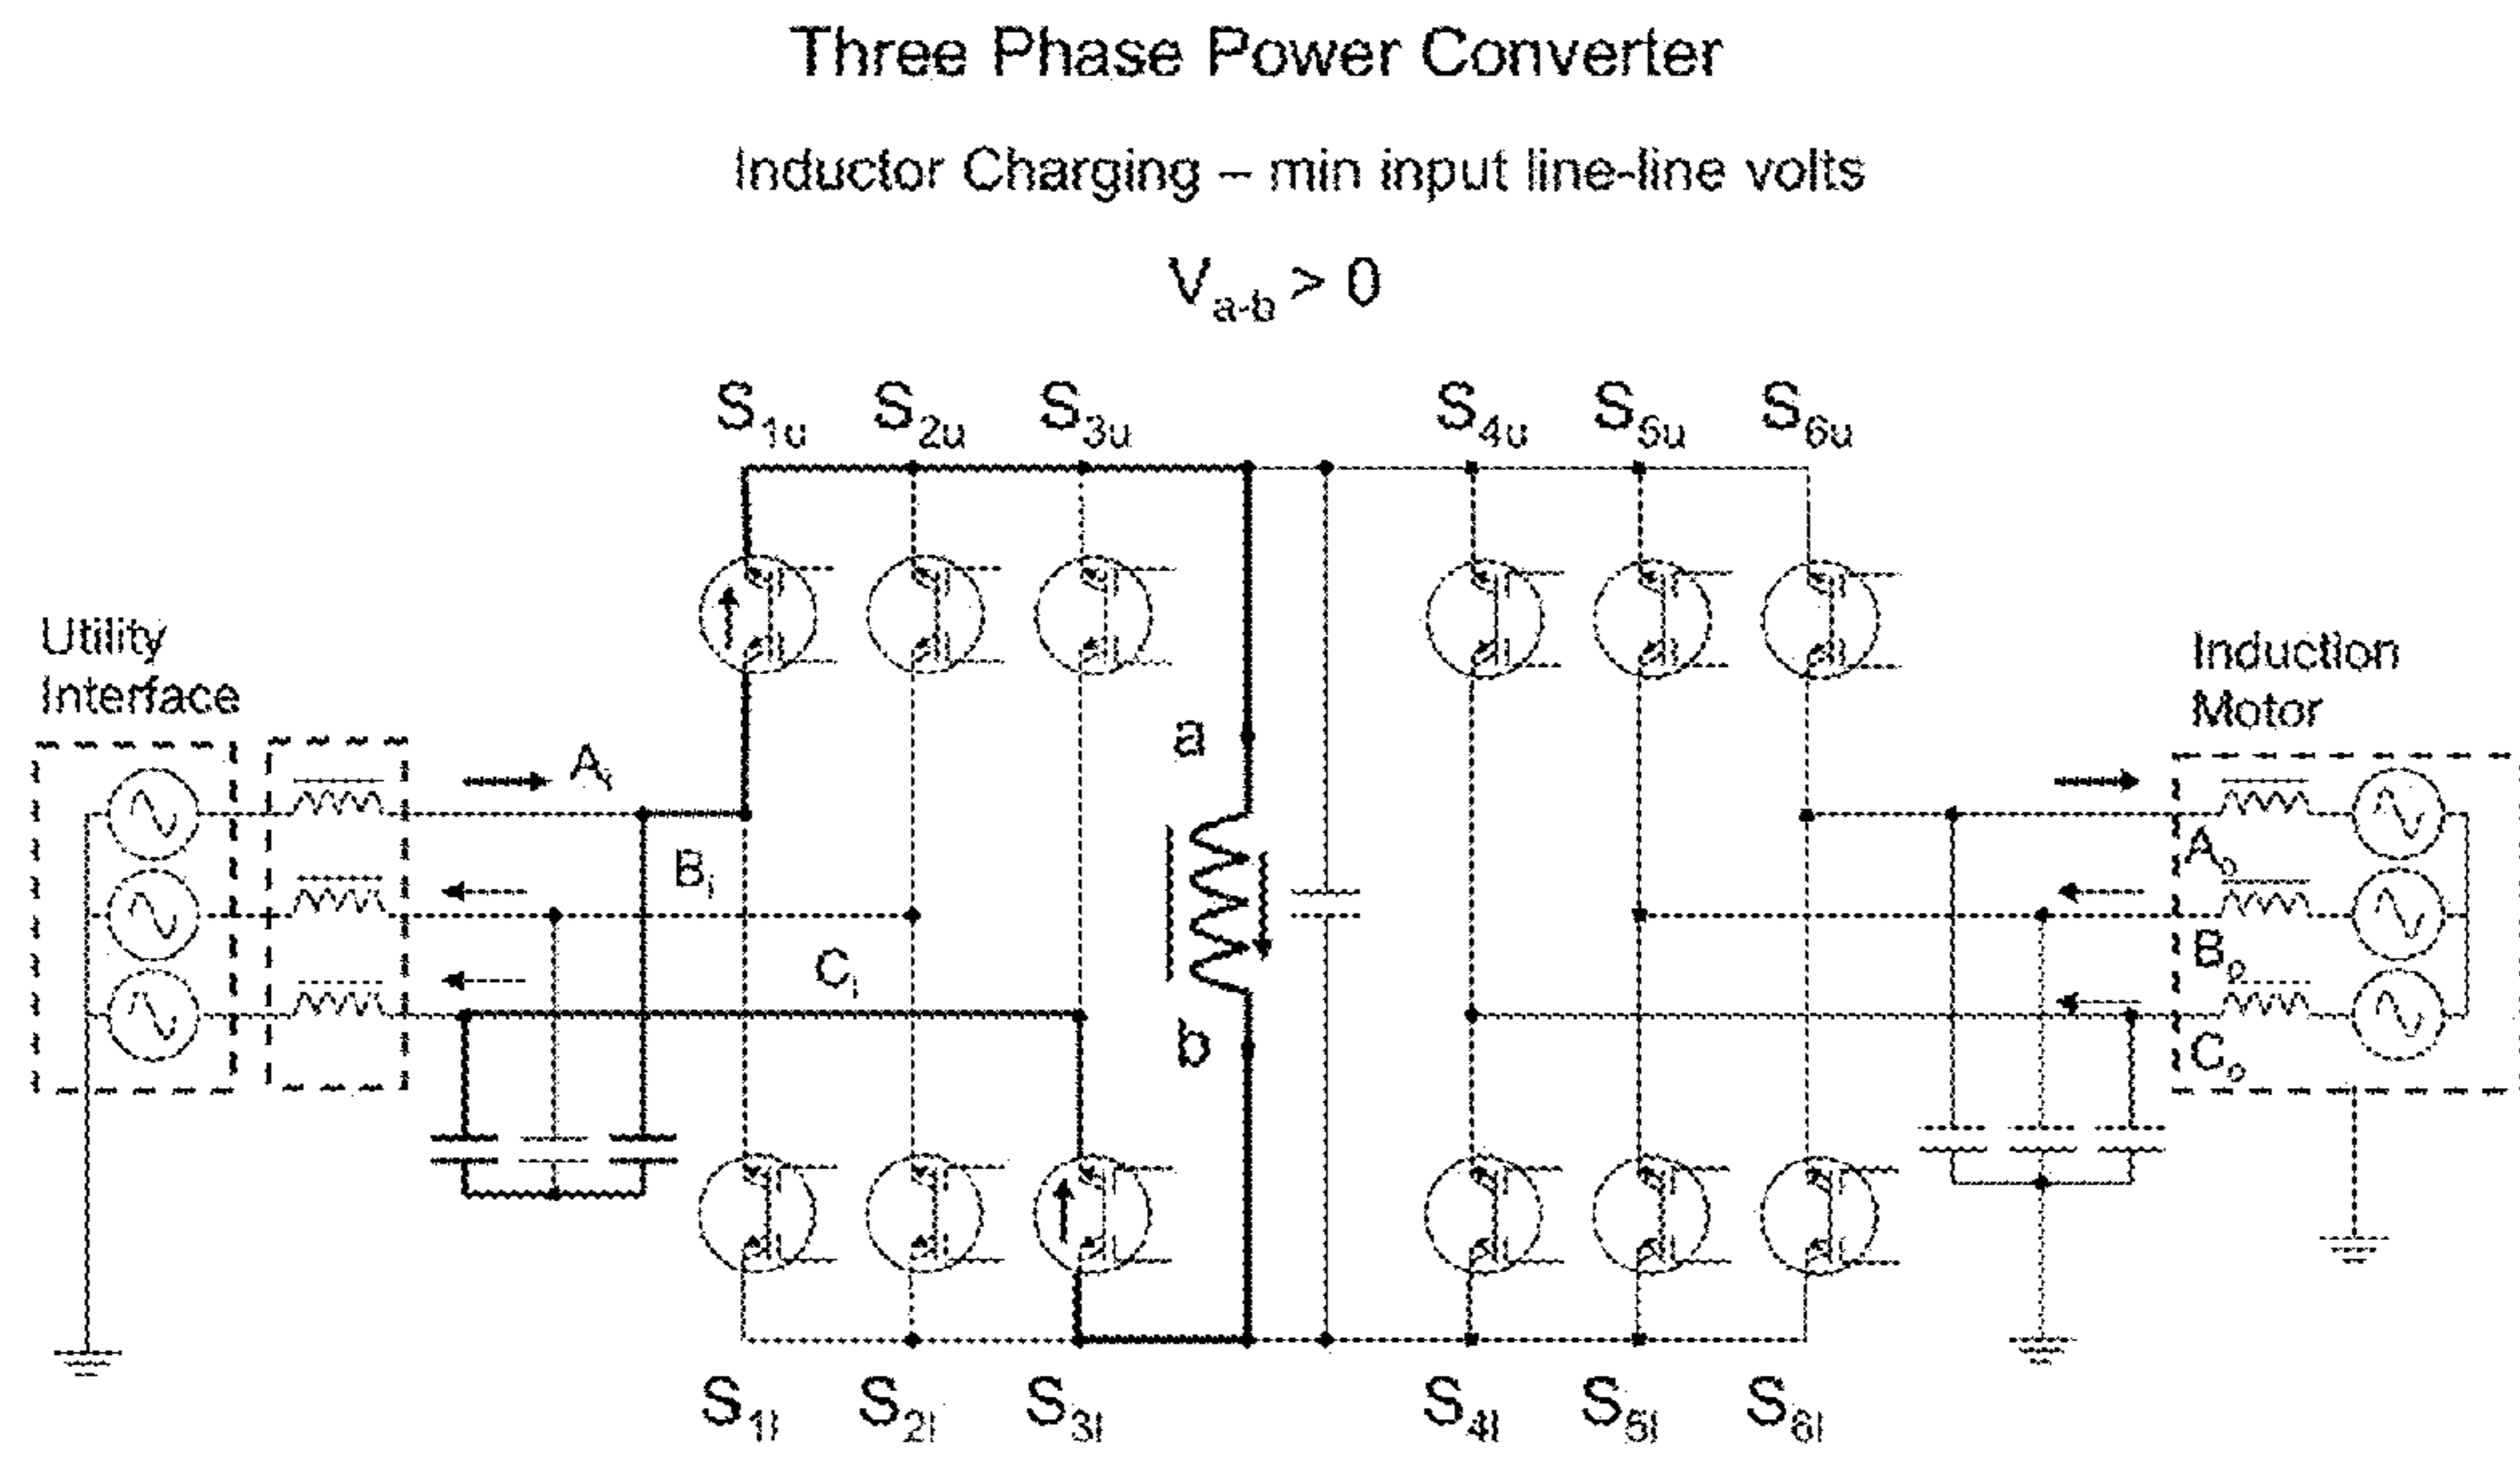 Three Phase Power Converter
Inductor Charging – min input line-line volts
Va-b > 0
S1u S2u S3u S4u S5u S6u
Utility
Interface
Induction
Motor
a
Ai
Bi
Ao
Ci
Bo
b
Co
S1l S2l S3l S4l S5l S6l